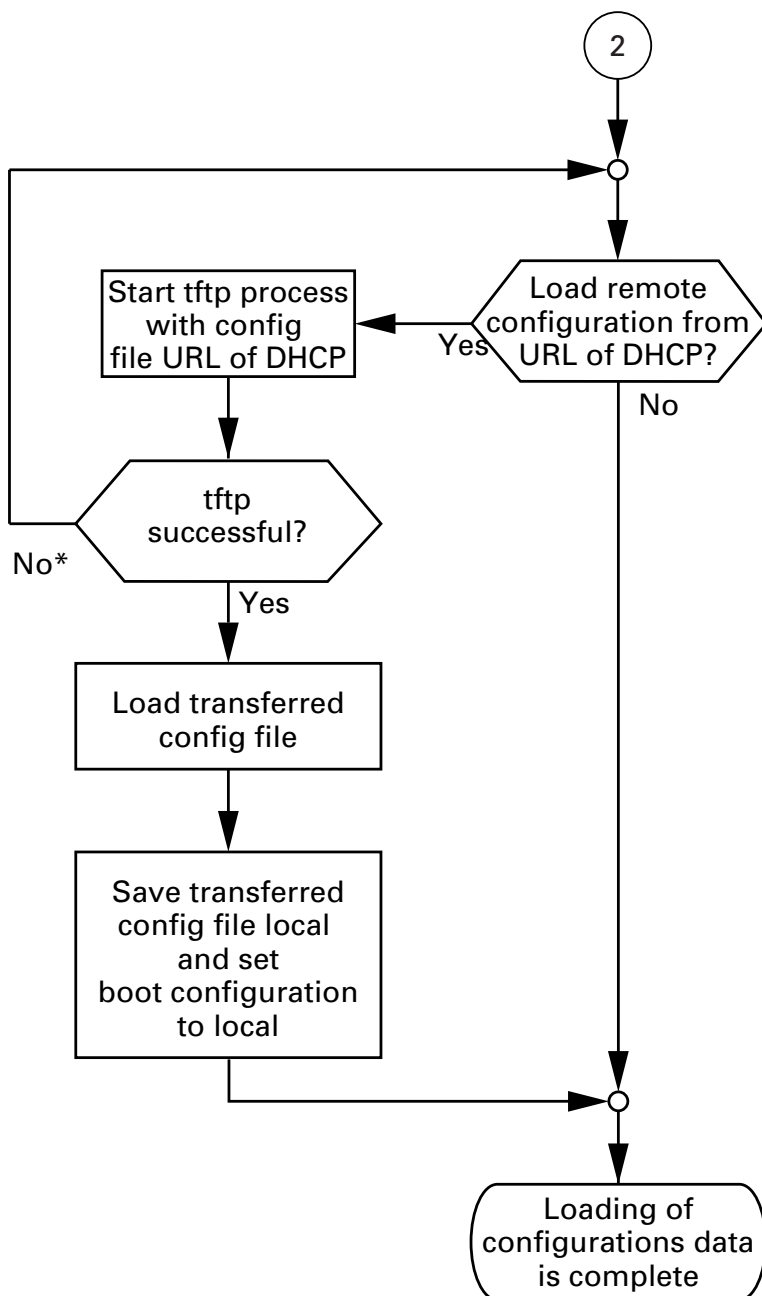 2
Load remote
configuration from
URL of DHCP?
Yes
No
Start tftp process
with config
file URL of DHCP
tftp
successful?
No*
Yes
Load transferred
config file
Save transferred
config file local
and set
boot configuration
to local
Loading of
configurations data
is complete